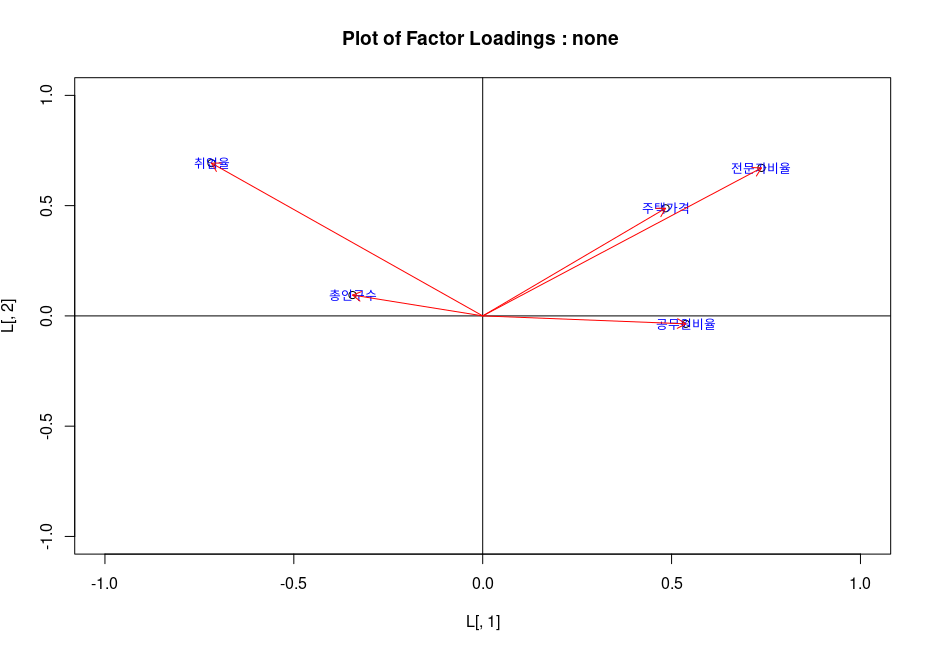 Plot of Factor Loadings : none
1.0
취업율
전문가비율
0.5
주택가격
총인구수
L[, 2]
0.0
공무원비율
-0.5
-1.0
-1.0 -0.5 0.0 0.5 1.0
L[, 1]